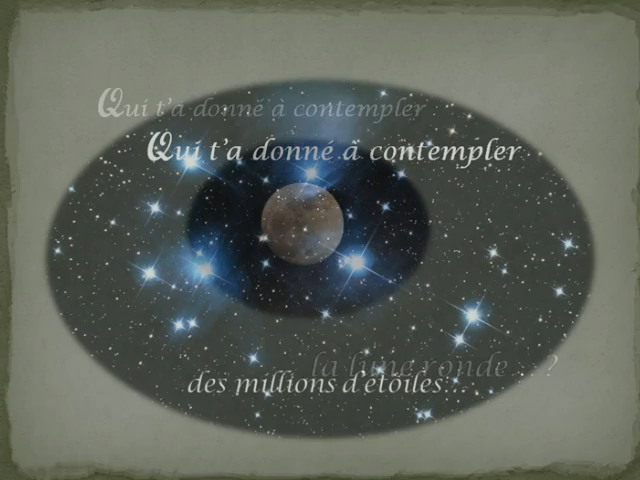 Qui t'a donné à contempler
Qui t'a donné à contempler
la lune ronde ... ?
des millions d'étoiles...